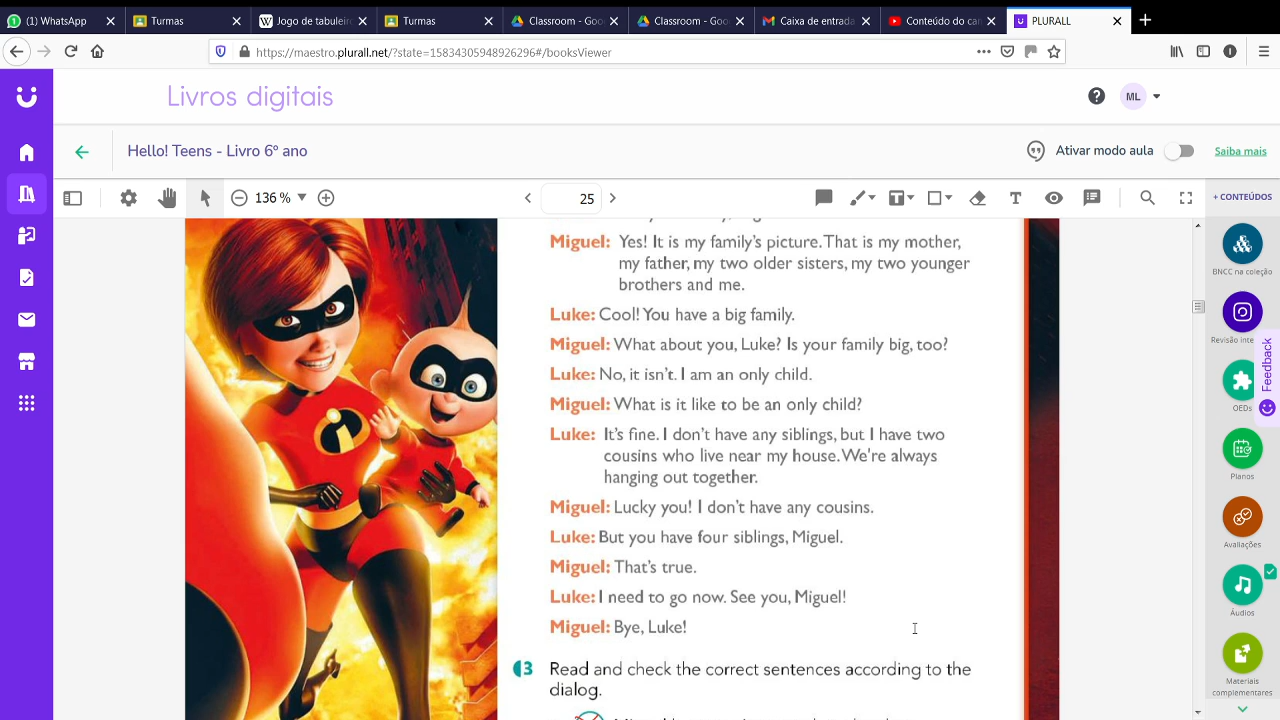 (1) WhatsApp
Turmas
Jogo de tabuleir
Turmas
Classroom - Goo
Classroom - Goo
Caixa de entrada
Conteúdo do can
PLURALL
https://maestro.plurall.net/?state=1583430594892629​6#/booksViewer
Livros digitais
ML
Hello! Teens - Livro 6º ano
Ativar modo aula
Saiba mais
136 %
25
+ CONTEÚDOS
Miguel: Yes! It is my family's picture. That is my mother,
my father, my two older sisters, my two younger
brothers and me.
Luke: Cool! You have a big family.
Miguel: What about you, Luke? Is your family big, too?
Luke: No, it isn't. I am an only child.
Miguel: What is it like to be an only child?
Luke: It's fine. I don't have any siblings, but I have two
cousins who live near my house. We're always
hanging out together.
Miguel: Lucky you! I don't have any cousins.
Luke: But you have four siblings, Miguel.
Miguel: That's true.
Luke: I need to go now. See you, Miguel!
Miguel: Bye, Luke!
3 Read and check the correct sentences according to the
dialog.
BNCC na coleção
Revisão inte
Feedback
OEDs
Planos
Avaliações
Áudios
Materiais
complementares